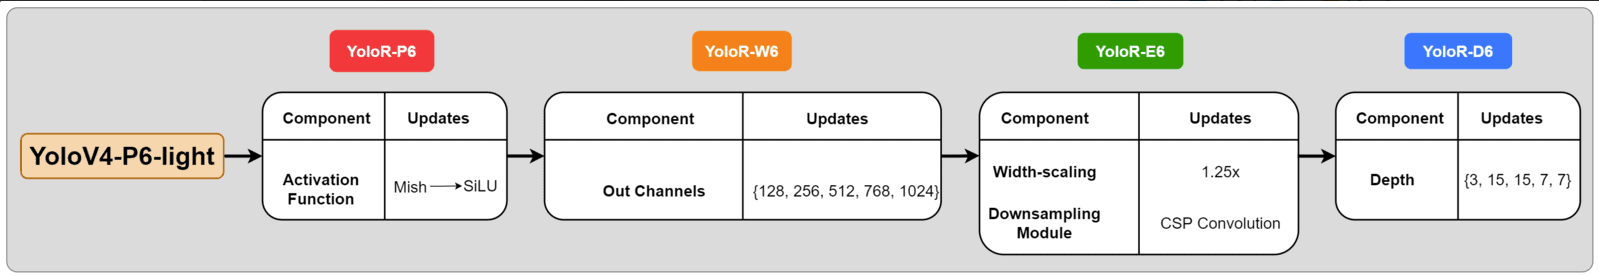 YoloR-P6
YoloR-W6
YoloR-E6
YoloR-D6
YoloV4-P6-light
Component Updates
Activation
Function
Mish SiLU
Component Updates
Out Channels {128, 256, 512, 768, 1024}
Component Updates
Width-scaling 1.25x
Downsampling
Module
CSP Convolution
Component Updates
Depth {3, 15, 15, 7, 7}